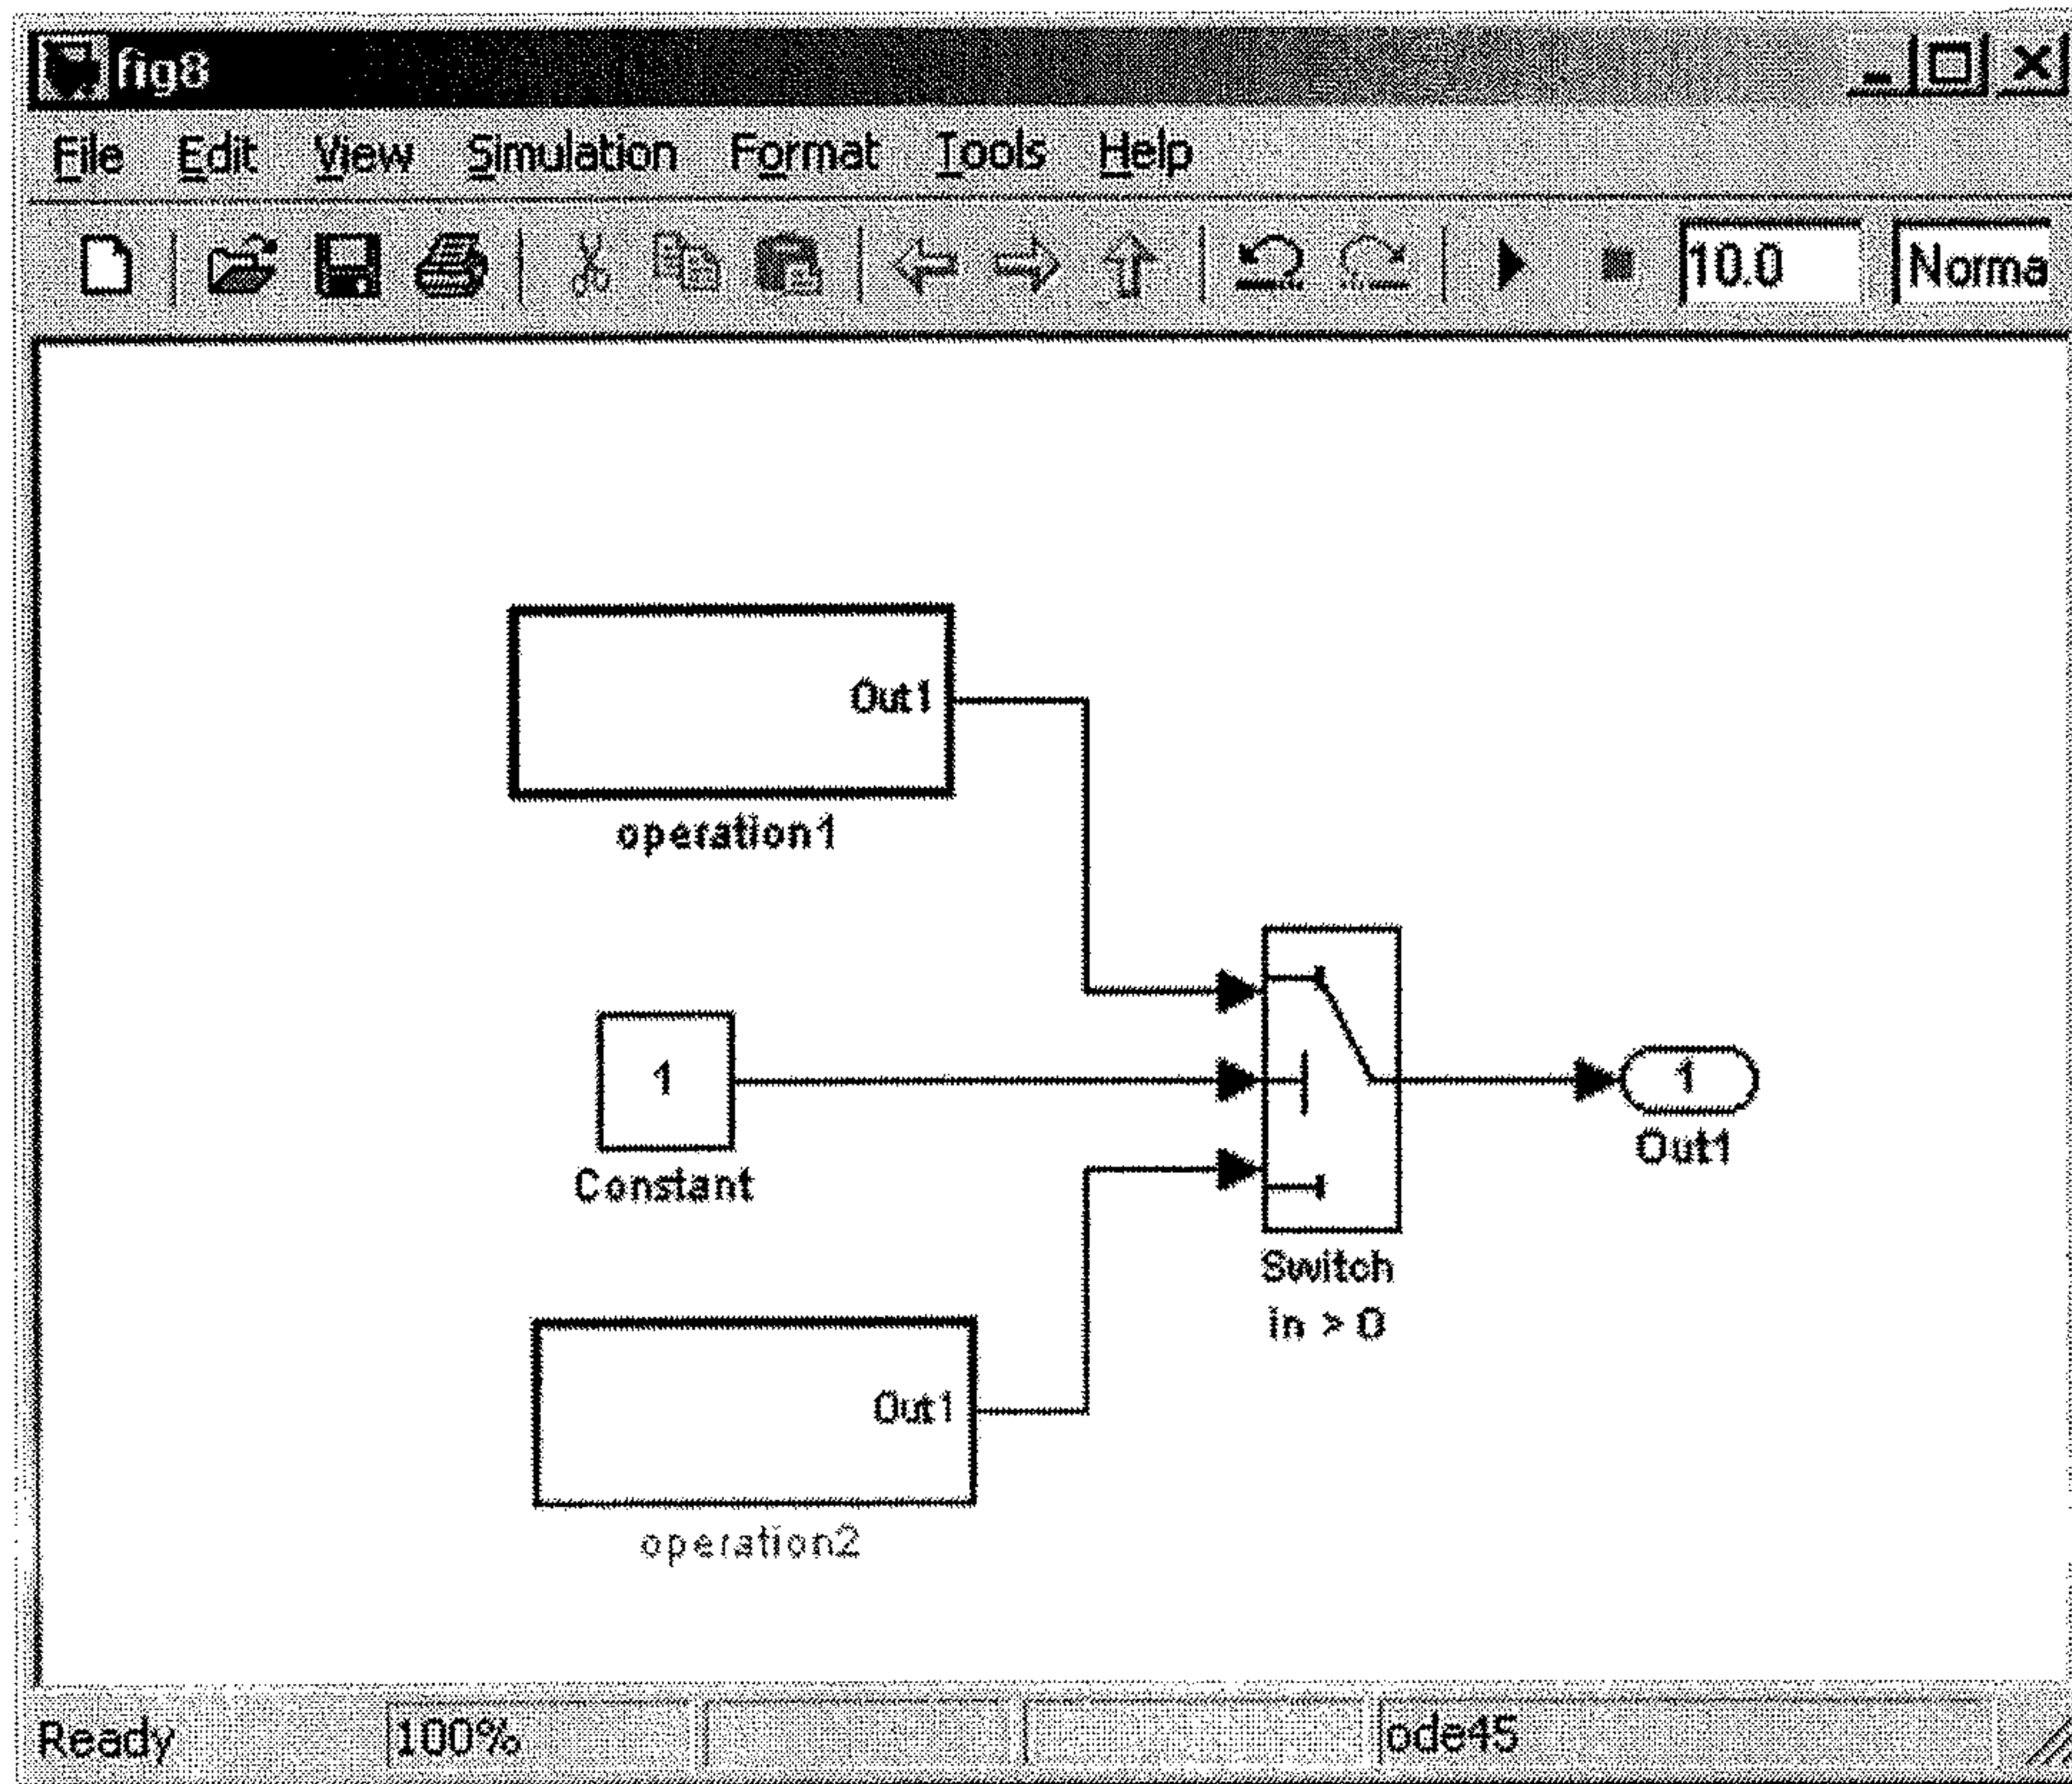 fig8
File Edit View Simulation Format Tools Help
10.0 Norma
Out1
operation1
1
Constant
1
Out1
Switch
in > 0
Out1
operation2
Ready 100% ode45